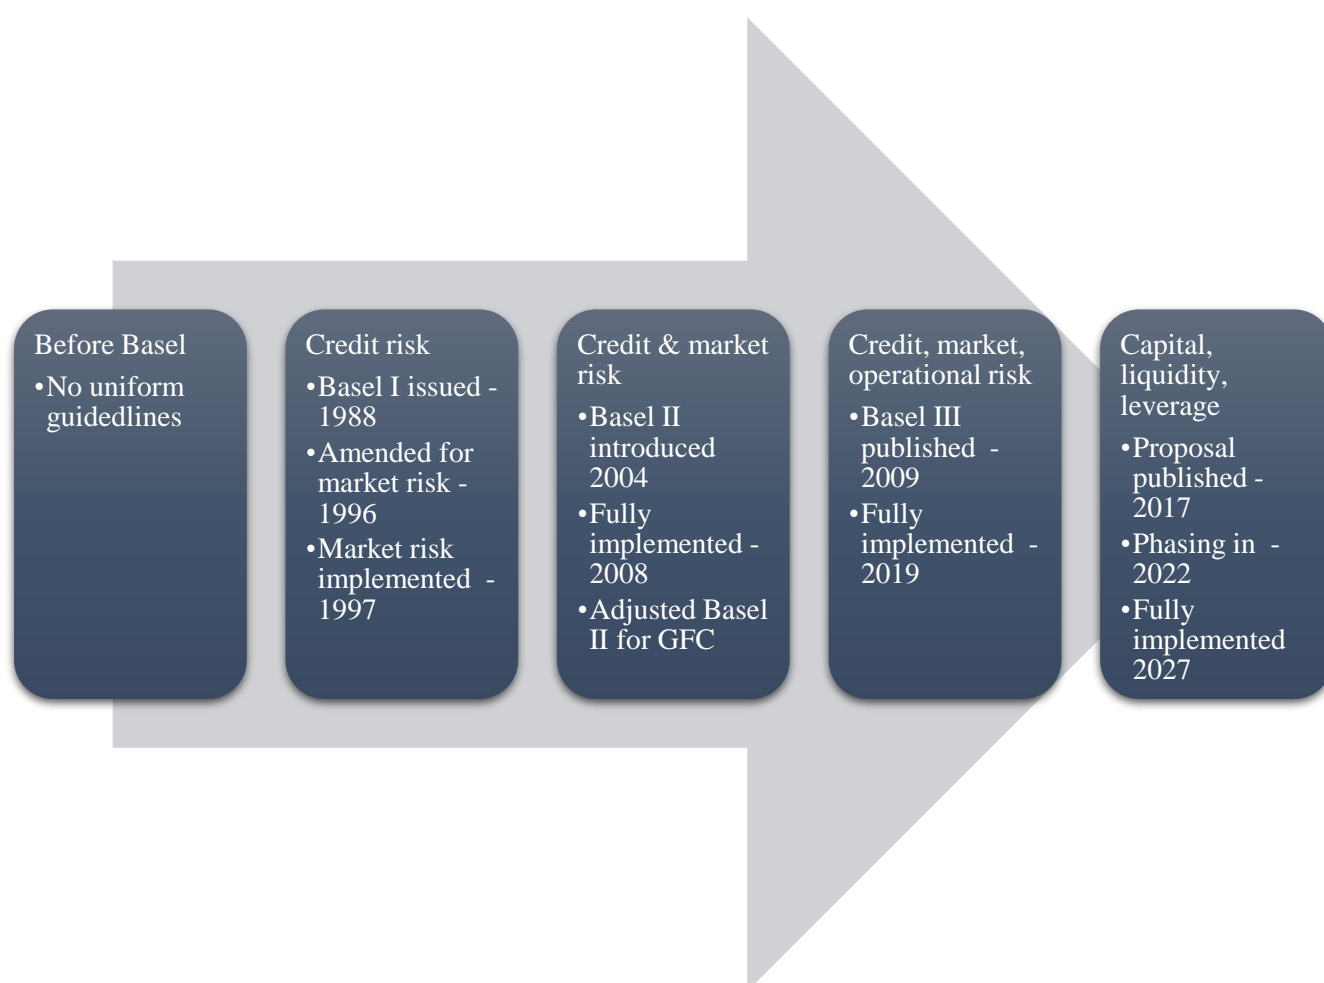 Before Basel
•No uniform
guidedlines
Credit risk
•Basel I issued -
1988
•Amended for
market risk -
1996
•Market risk
implemented -
1997
Credit & market
risk
•Basel II
introduced
2004
•Fully
implemented -
2008
•Adjusted Basel
II for GFC
Credit, market,
operational risk
•Basel III
published -
2009
•Fully
implemented -
2019
Capital,
liquidity,
leverage
•Proposal
published -
2017
•Phasing in -
2022
•Fully
implemented
2027